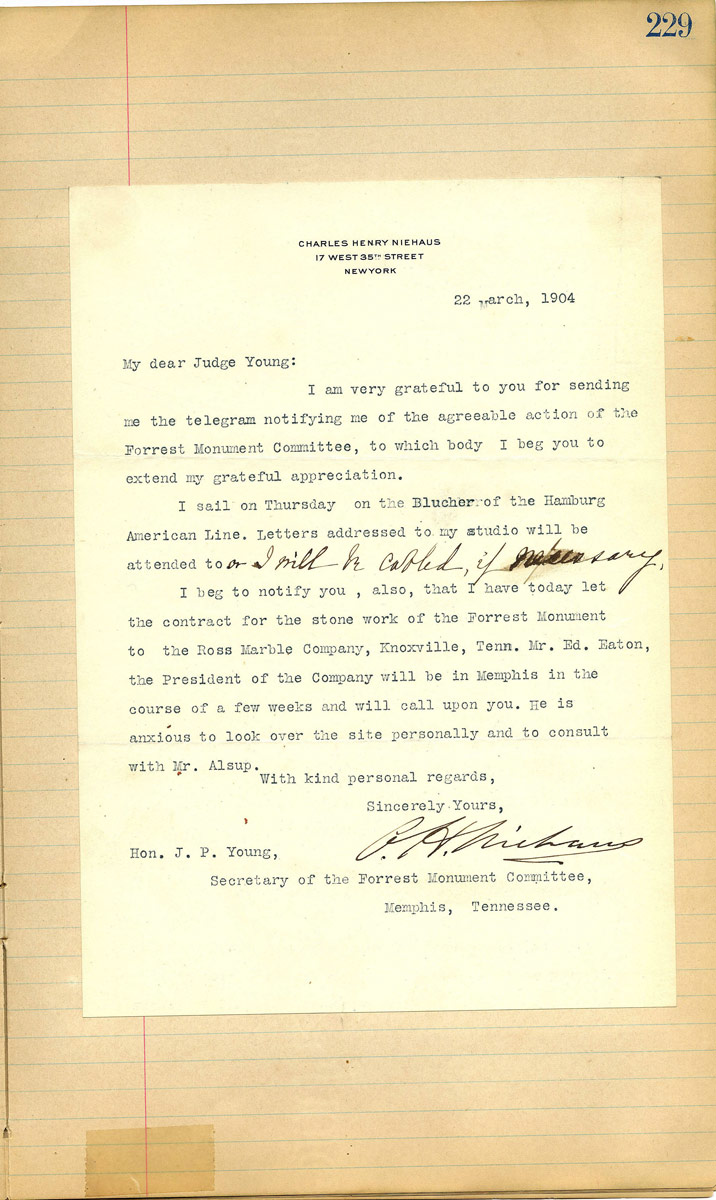 229
CHARLES HENRY NIEHAUS
17 WEST 35TH STREET
NEW YORK
22 March, 1904
My dear Judge Young:
I am very grateful to you for sending
me the telegram notifying me of the agreeable action of the
Forrest Monument Committee, to which body I beg you to
extend my grateful appreciation.
I sail on Thursday on the Blucher of the Hamburg
American Line. Letters addressed to my studio will be
attended to or I will be cabled, if necessary.
I beg to notify you , also, that I have today let
the contract for the stone work of the Forrest Monument
to the Ross Marble Company, Knoxville, Tenn. Mr. Ed. Eaton,
the President of the Company will be in Memphis in the
course of a few weeks and will call upon you. He is
anxious to look over the site personally and to consult
with Mr. Alsup.
With kind personal regards,
Sincerely Yours,
C. H. Niehaus
Hon. J. P. Young,
Secretary of the Forrest Monument Committee,
Memphis, Tennessee.